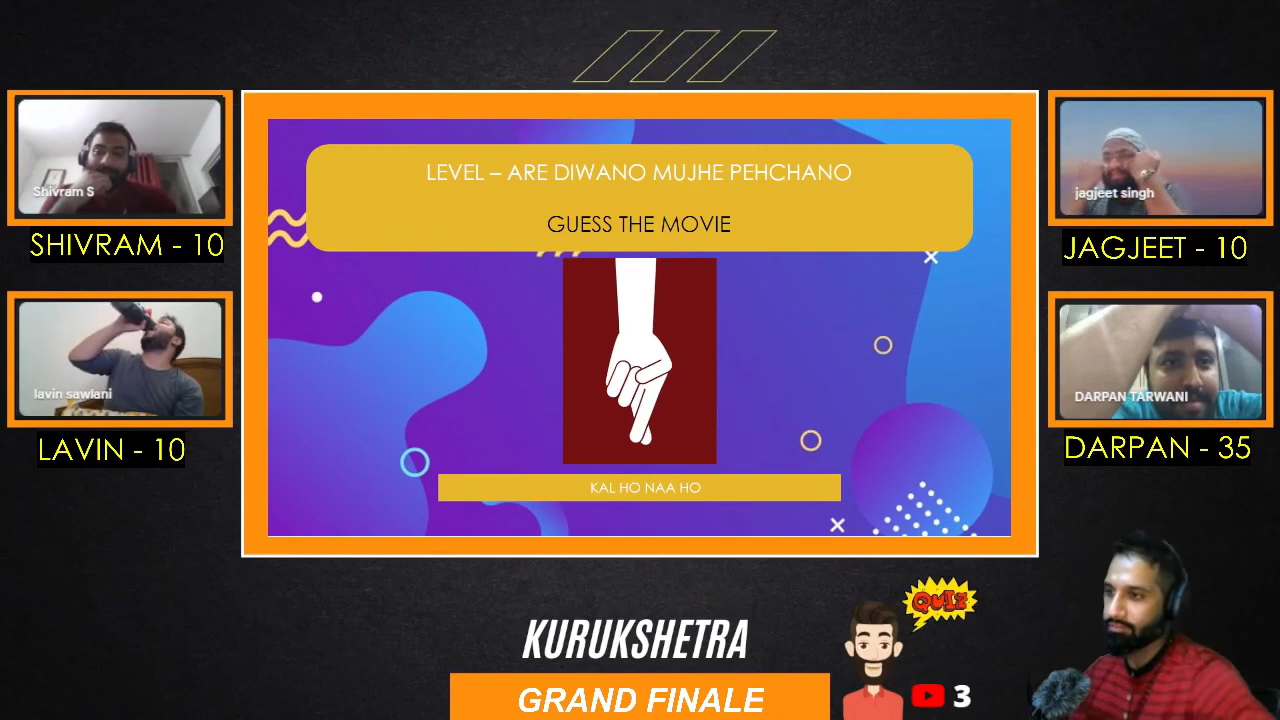 LEVEL – ARE DIWANO MUJHE PEHCHANO
GUESS THE MOVIE
KAL HO NAA HO
Shivram S
SHIVRAM - 10
lavin sawlani
LAVIN - 10
jagjeet singh
JAGJEET - 10
DARPAN TARWANI
DARPAN - 35
KURUKSHETRA
GRAND FINALE
QUIZ
3